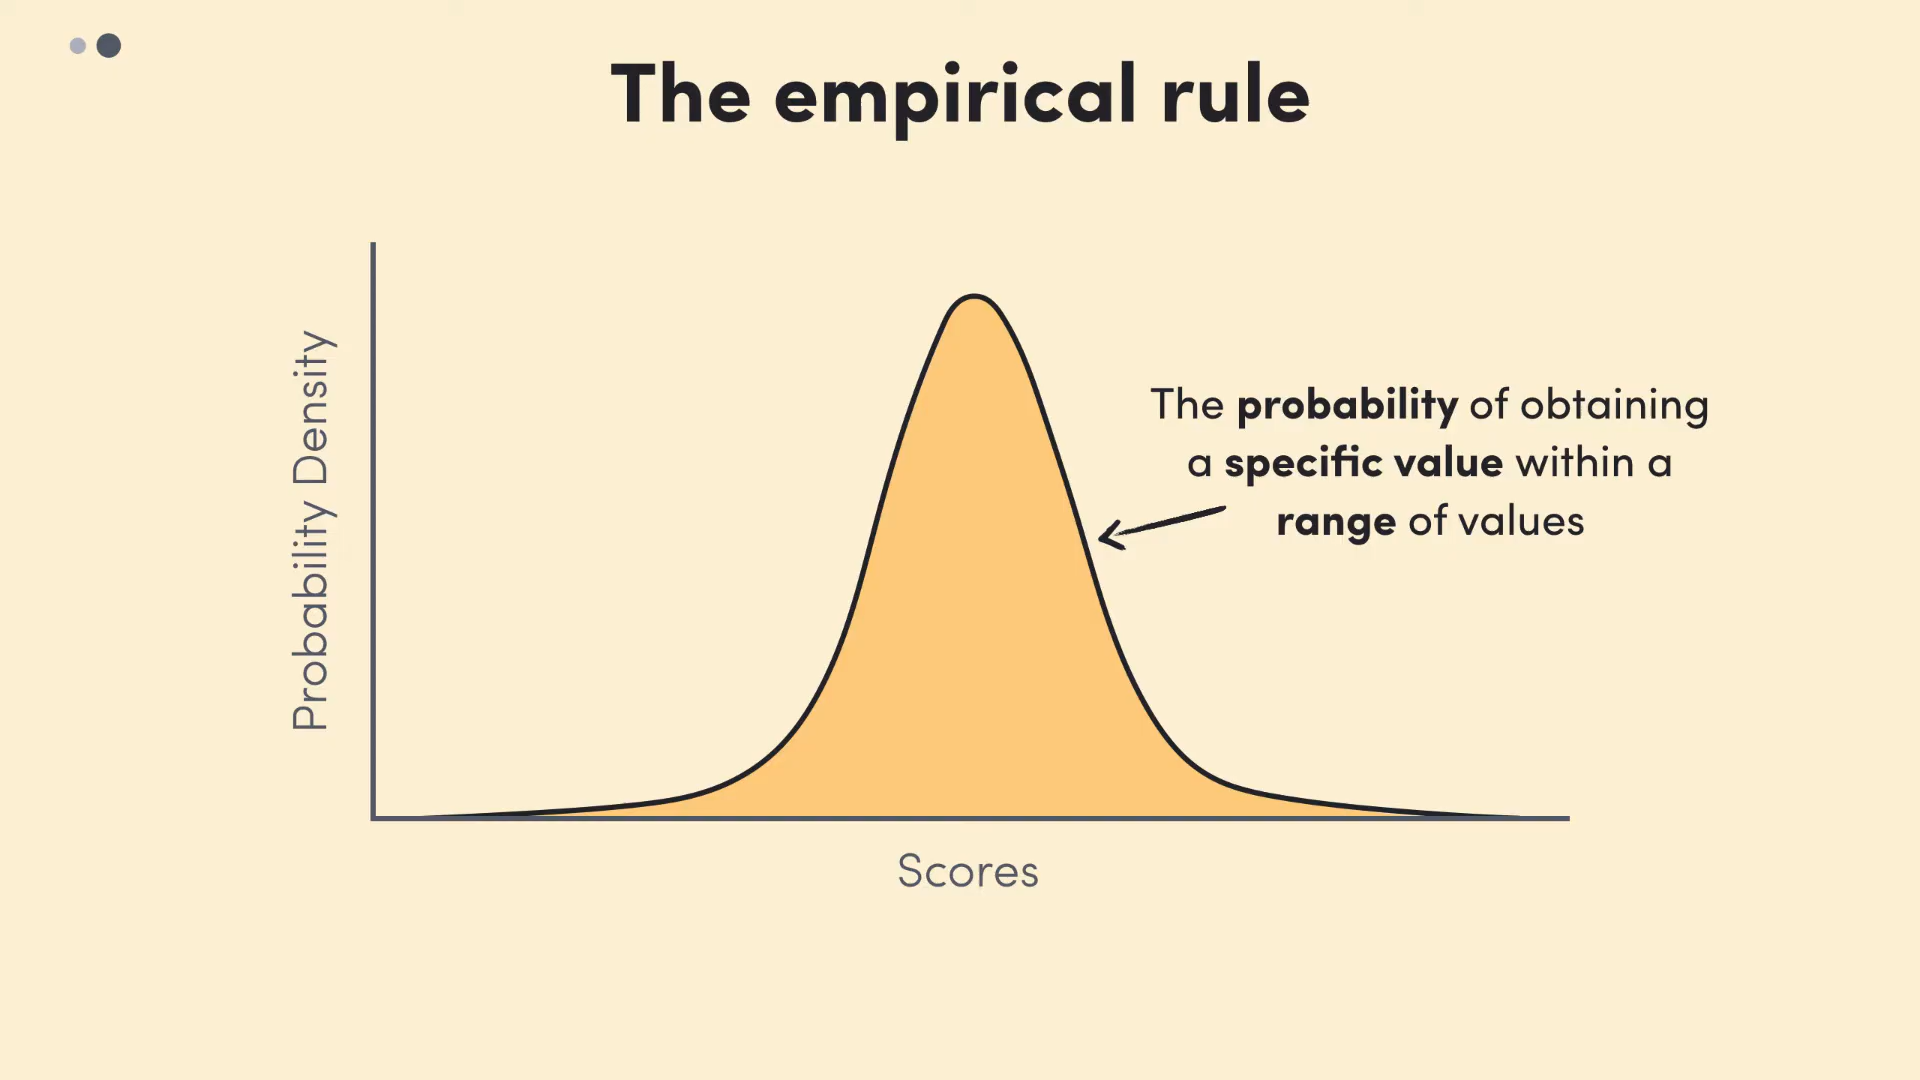 The empirical rule
Probability Density
The probability of obtaining
a specific value within a
range of values
Scores